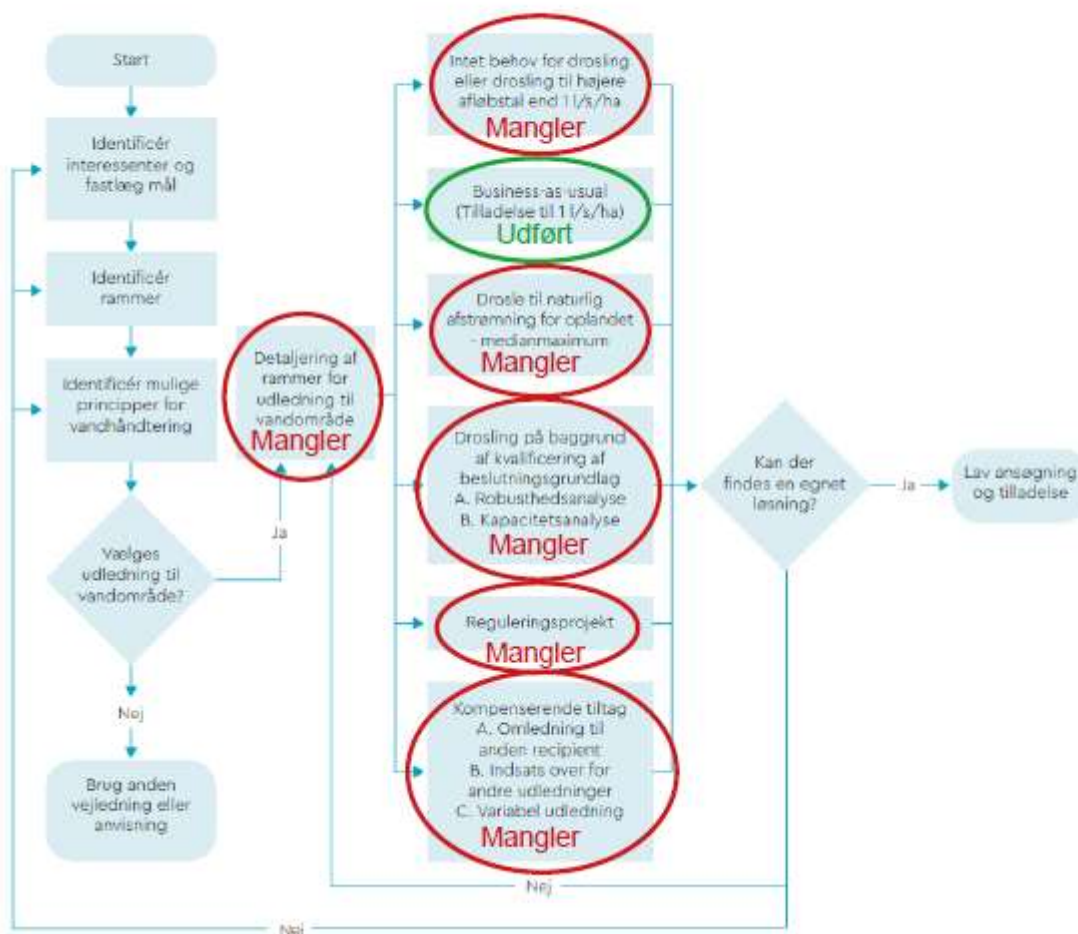 Start
Identificér
interessenter og
fastlæg mål
Identificér
rammer
Identificér mulige
principper for
vandhåndtering
Vælges
udledning til
vandområde?
Ja
Nej
Brug anden
vejledning eller
anvisning
Detaljering af
rammer for
udledning til
vandområde
Mangler
Intet behov for drosling
eller drosling til højere
afløbstal end 1 l/s/ha
Mangler
Business-as-usual
(Tilladelse til 1 l/s/ha)
Udført
Drosle til naturlig
afstrømning for oplandet
- medianmaximum
Mangler
Drosling på baggrund
af kvalificering af
beslutningsgrundlag
A. Robusthedsanalyse
B. Kapacitetsanalyse
Mangler
Reguleringsprojekt
Mangler
Kompenserende tiltag
A. Omledning til
anden recipient
B. Indsats over for
andre udledninger
C. Variabel udledning
Mangler
Kan der
findes en egnet
løsning?
Ja
Lav ansøgning
og tilladelse
Nej
Nej